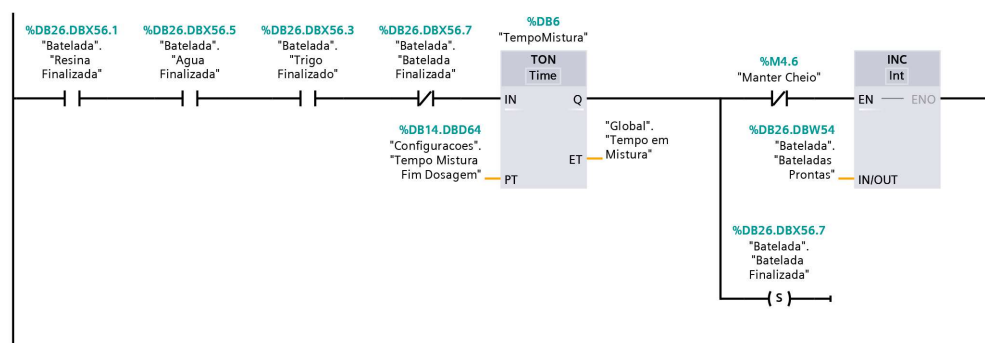 %DB26.DBX56.1
"Batelada".
"Resina
Finalizada"
%DB26.DBX56.5
"Batelada".
"Agua
Finalizada"
%DB26.DBX56.3
"Batelada".
"Trigo
Finalizado"
%DB26.DBX56.7
"Batelada".
"Batelada
Finalizada"
%DB6
"TempoMistura"
TON
Time
IN
Q
%DB14.DBD64
"Configuracoes".
"Tempo Mistura
Fim Dosagem"
PT
ET
"Global".
"Tempo em
Mistura"
%M4.6
"Manter Cheio"
INC
Int
EN
ENO
%DB26.DBW54
"Batelada".
"Bateladas
Prontas"
IN/OUT
%DB26.DBX56.7
"Batelada".
"Batelada
Finalizada"
S